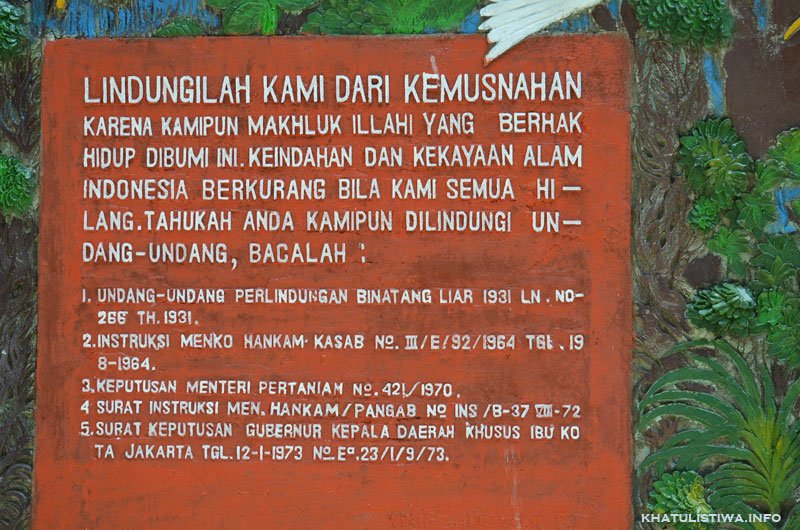 LINDUNGILAH KAMI DARI KEMUSNAHAN
KARENA KAMIPUN MAKHLUK ILLAHI YANG BERHAK
HIDUP DIBUMI INI. KEINDAHAN DAN KEKAYAAN ALAM
INDONESIA BERKURANG BILA KAMI SEMUA HI-
LANG. TAHUKAH ANDA KAMIPUN DILINDUNGI UN-
DANG-UNDANG, BACALAH :
1. UNDANG-UNDANG PERLINDUNGAN BINATANG LIAR 1931 LN. NO-
266 TH. 1931.
2. INSTRUKSI MENKO HANKAM KASAB NO. III/E/92/1964 TGL. 19
8-1964.
3. KEPUTUSAN MENTERI PERTANIAN NO. 421/1970.
4 SURAT INSTRUKSI MEN. HANKAM/PANGAB NO INS/B-37 VIII-72
5. SURAT KEPUTUSAN GUBERNUR KEPALA DAERAH KHUSUS IBU KO
TA JAKARTA TGL. 12-1-1973 NO. Ea. 23/1/9/73.
KHATULISTIWA.INFO